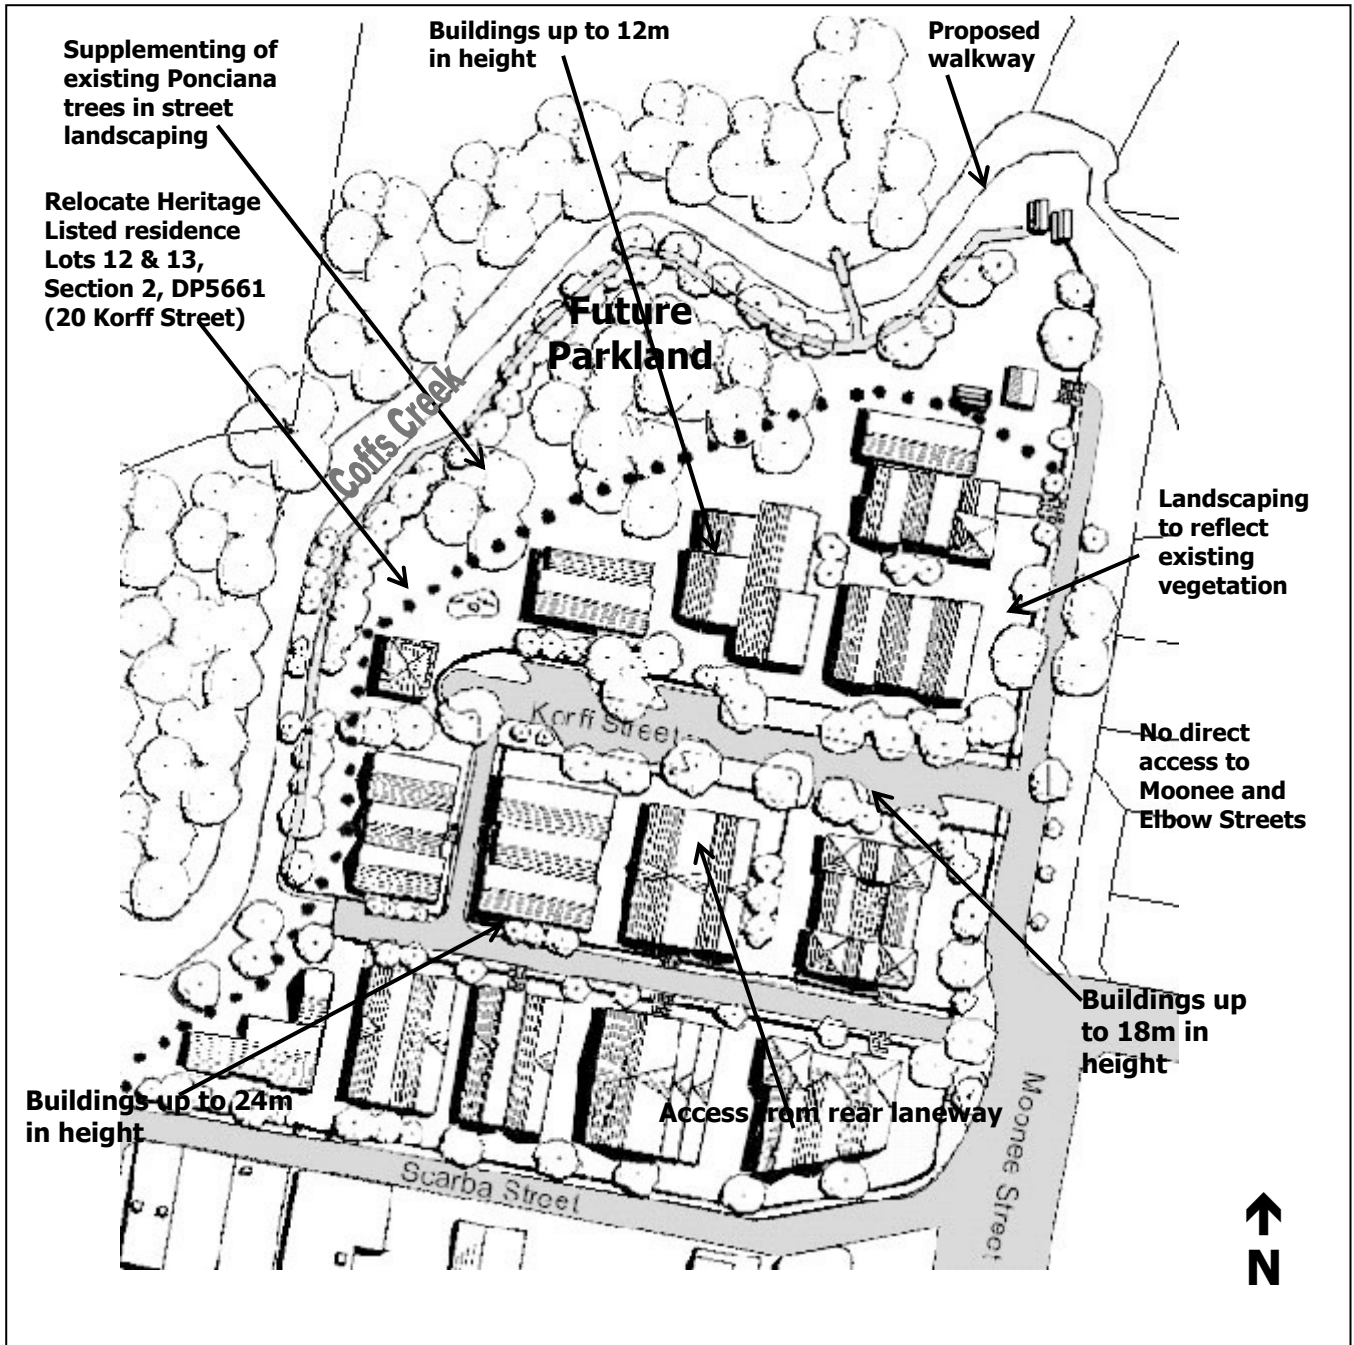 Supplementing of
existing Ponciana
trees in street
landscaping
Buildings up to 12m
in height
Proposed
walkway
Relocate Heritage
Listed residence
Lots 12 & 13,
Section 2, DP5661
(20 Korff Street)
Future
Parkland
Coffs Creek
Landscaping
to reflect
existing
vegetation
Korff Street
No direct
access to
Moonee and
Elbow Streets
Buildings up
to 18m in
height
Buildings up to 24m
in height
Access from rear laneway
Scarba Street
Moonee Street
N